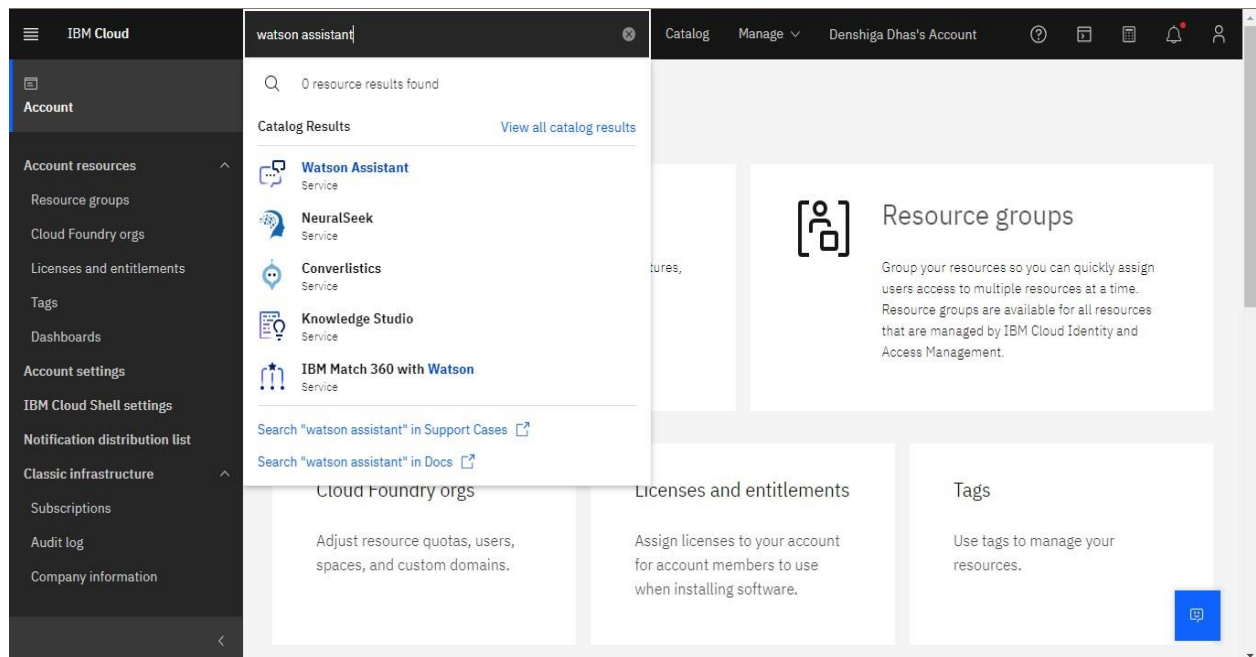 IBM Cloud
watson assistant
Catalog
Manage
Denshiga Dhas's Account
Account
Account resources
Resource groups
Cloud Foundry orgs
Licenses and entitlements
Tags
Dashboards
Account settings
IBM Cloud Shell settings
Notification distribution list
Classic infrastructure
Subscriptions
Audit log
Company information
0 resource results found
Catalog Results
View all catalog results
Watson Assistant
Service
NeuralSeek
Service
Converlistics
Service
Knowledge Studio
Service
IBM Match 360 with Watson
Service
Search "watson assistant" in Support Cases
Search "watson assistant" in Docs
tures,
Resource groups
Group your resources so you can quickly assign
users access to multiple resources at a time.
Resource groups are available for all resources
that are managed by IBM Cloud Identity and
Access Management.
Cloud Foundry orgs
Adjust resource quotas, users,
spaces, and custom domains.
Licenses and entitlements
Assign licenses to your account
for account members to use
when installing software.
Tags
Use tags to manage your
resources.